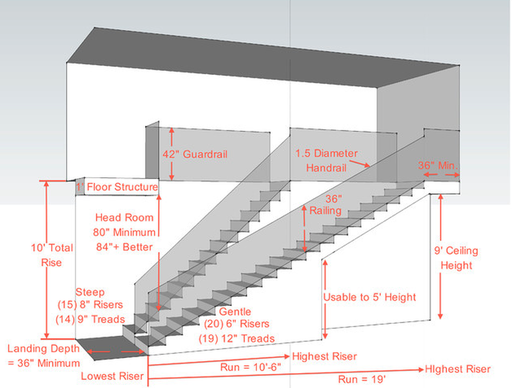 42" Guardrail
1.5 Diameter
Handrail
36" Min.
1' Floor Structure
36"
Railing
Head Room
80" Minimum
84"+ Better
10' Total
Rise
9' Ceiling
Height
Steep
(15) 8" Risers
(14) 9" Treads
Gentle
(20) 6" Risers
(19) 12" Treads
Usable to 5' Height
Landing Depth
= 36" Minimum
Lowest Riser
HIghest Riser
Run = 10'-6"
HIghest Riser
Run = 19'